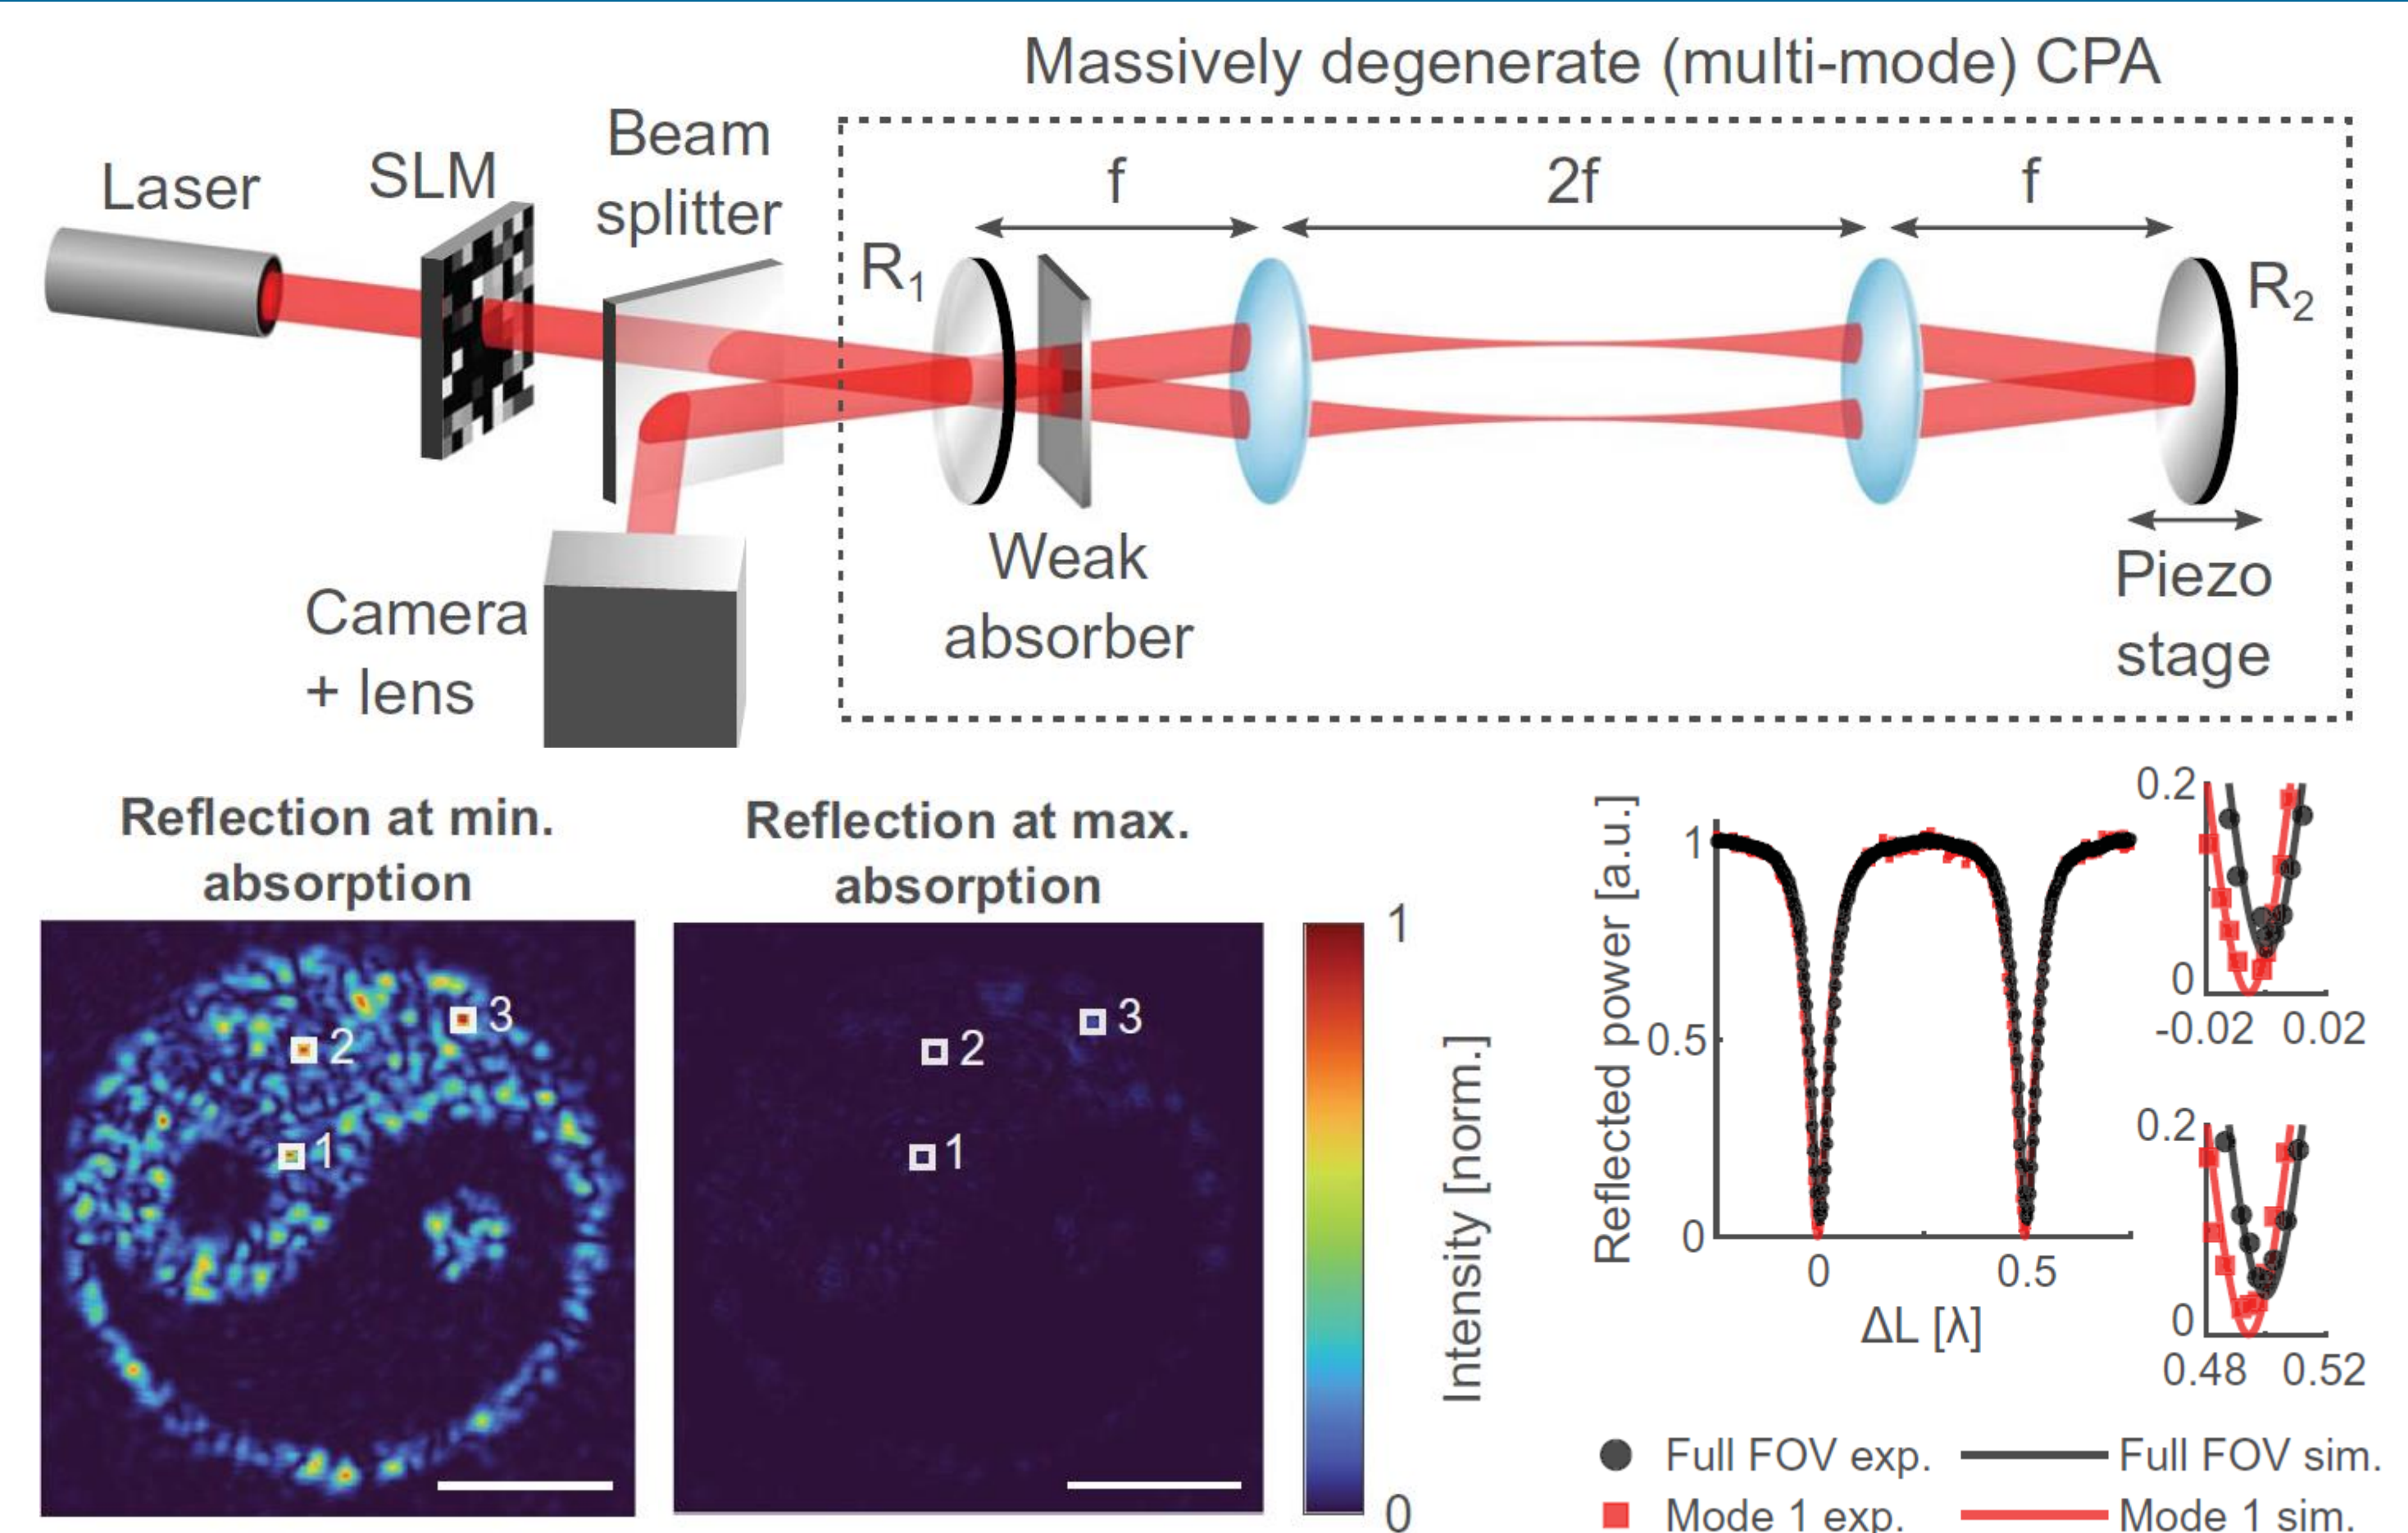 Massively degenerate (multi-mode) CPA
Laser
SLM
Beam
splitter
f
2f
f
R1
R2
Camera
+ lens
Weak
absorber
Piezo
stage
Reflection at min.
absorption
3
2
1
Reflection at max.
absorption
3
2
1
1
0
Intensity [norm.]
Reflected power [a.u.]
1
0.5
0
0
0.5
ΔL [λ]
0.2
0
-0.02
0.02
0.2
0
0.48
0.52
Full FOV exp.
Full FOV sim.
Mode 1 exp.
Mode 1 sim.